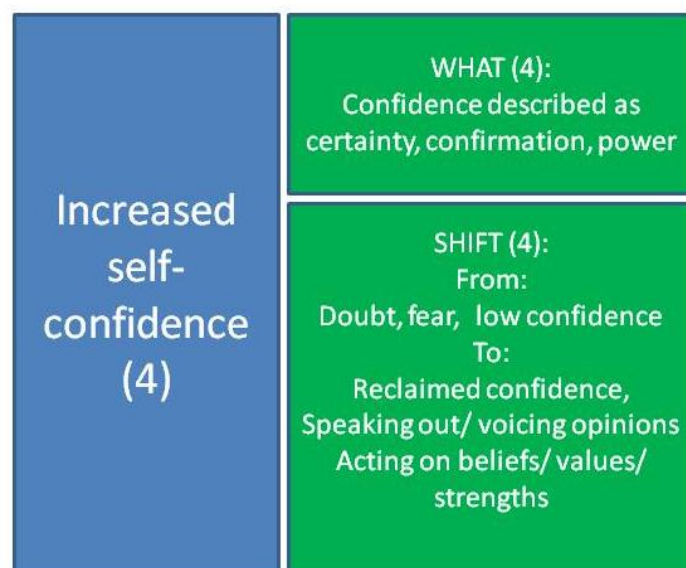 Increased
self-
confidence
(4)
WHAT (4):
Confidence described as
certainty, confirmation, power
SHIFT (4):
From:
Doubt, fear, low confidence
To:
Reclaimed confidence,
Speaking out/ voicing opinions
Acting on beliefs/ values/
strengths